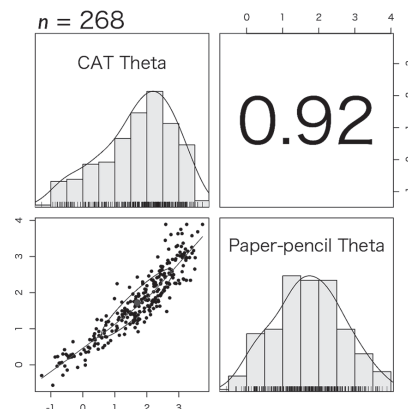 n = 268
0 1 2 3 4
CAT Theta
0.92
4
3
2
1
0
Paper-pencil Theta
-1 0 1 2 3